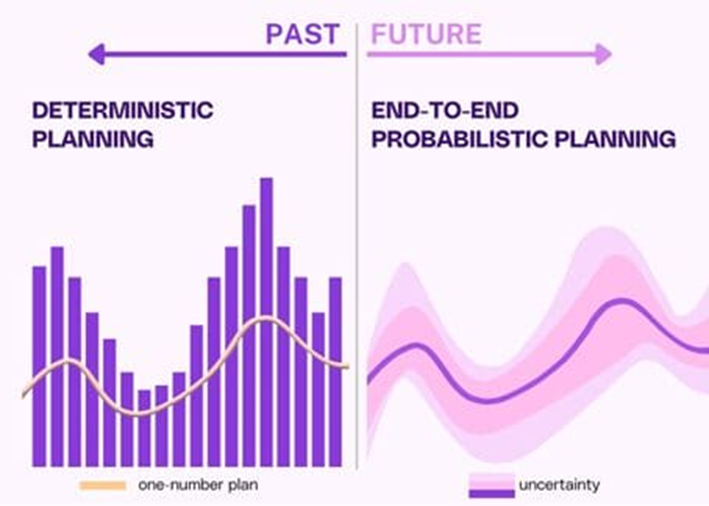 PAST
FUTURE
DETERMINISTIC
PLANNING
END-TO-END
PROBABILISTIC PLANNING
one-number plan
uncertainty